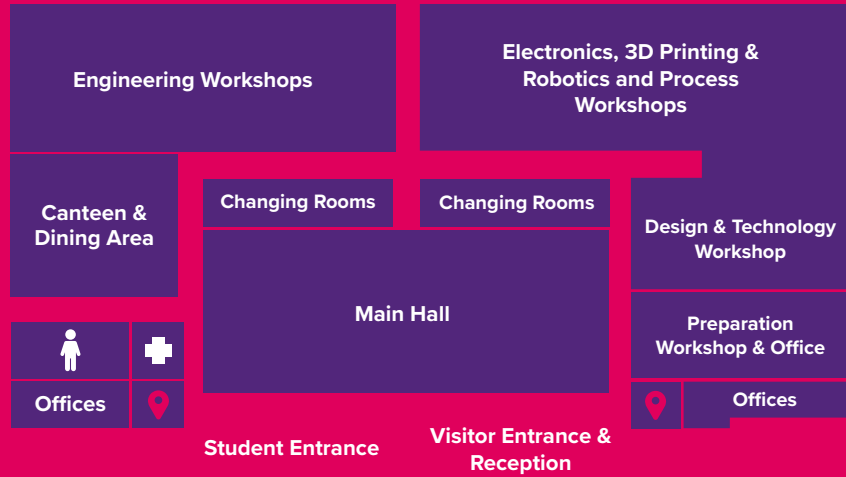 Engineering Workshops
Electronics, 3D Printing &
Robotics and Process
Workshops
Canteen &
Dining Area
Changing Rooms
Changing Rooms
Design & Technology
Workshop
Main Hall
Preparation
Workshop & Office
Offices
Offices
Student Entrance
Visitor Entrance &
Reception